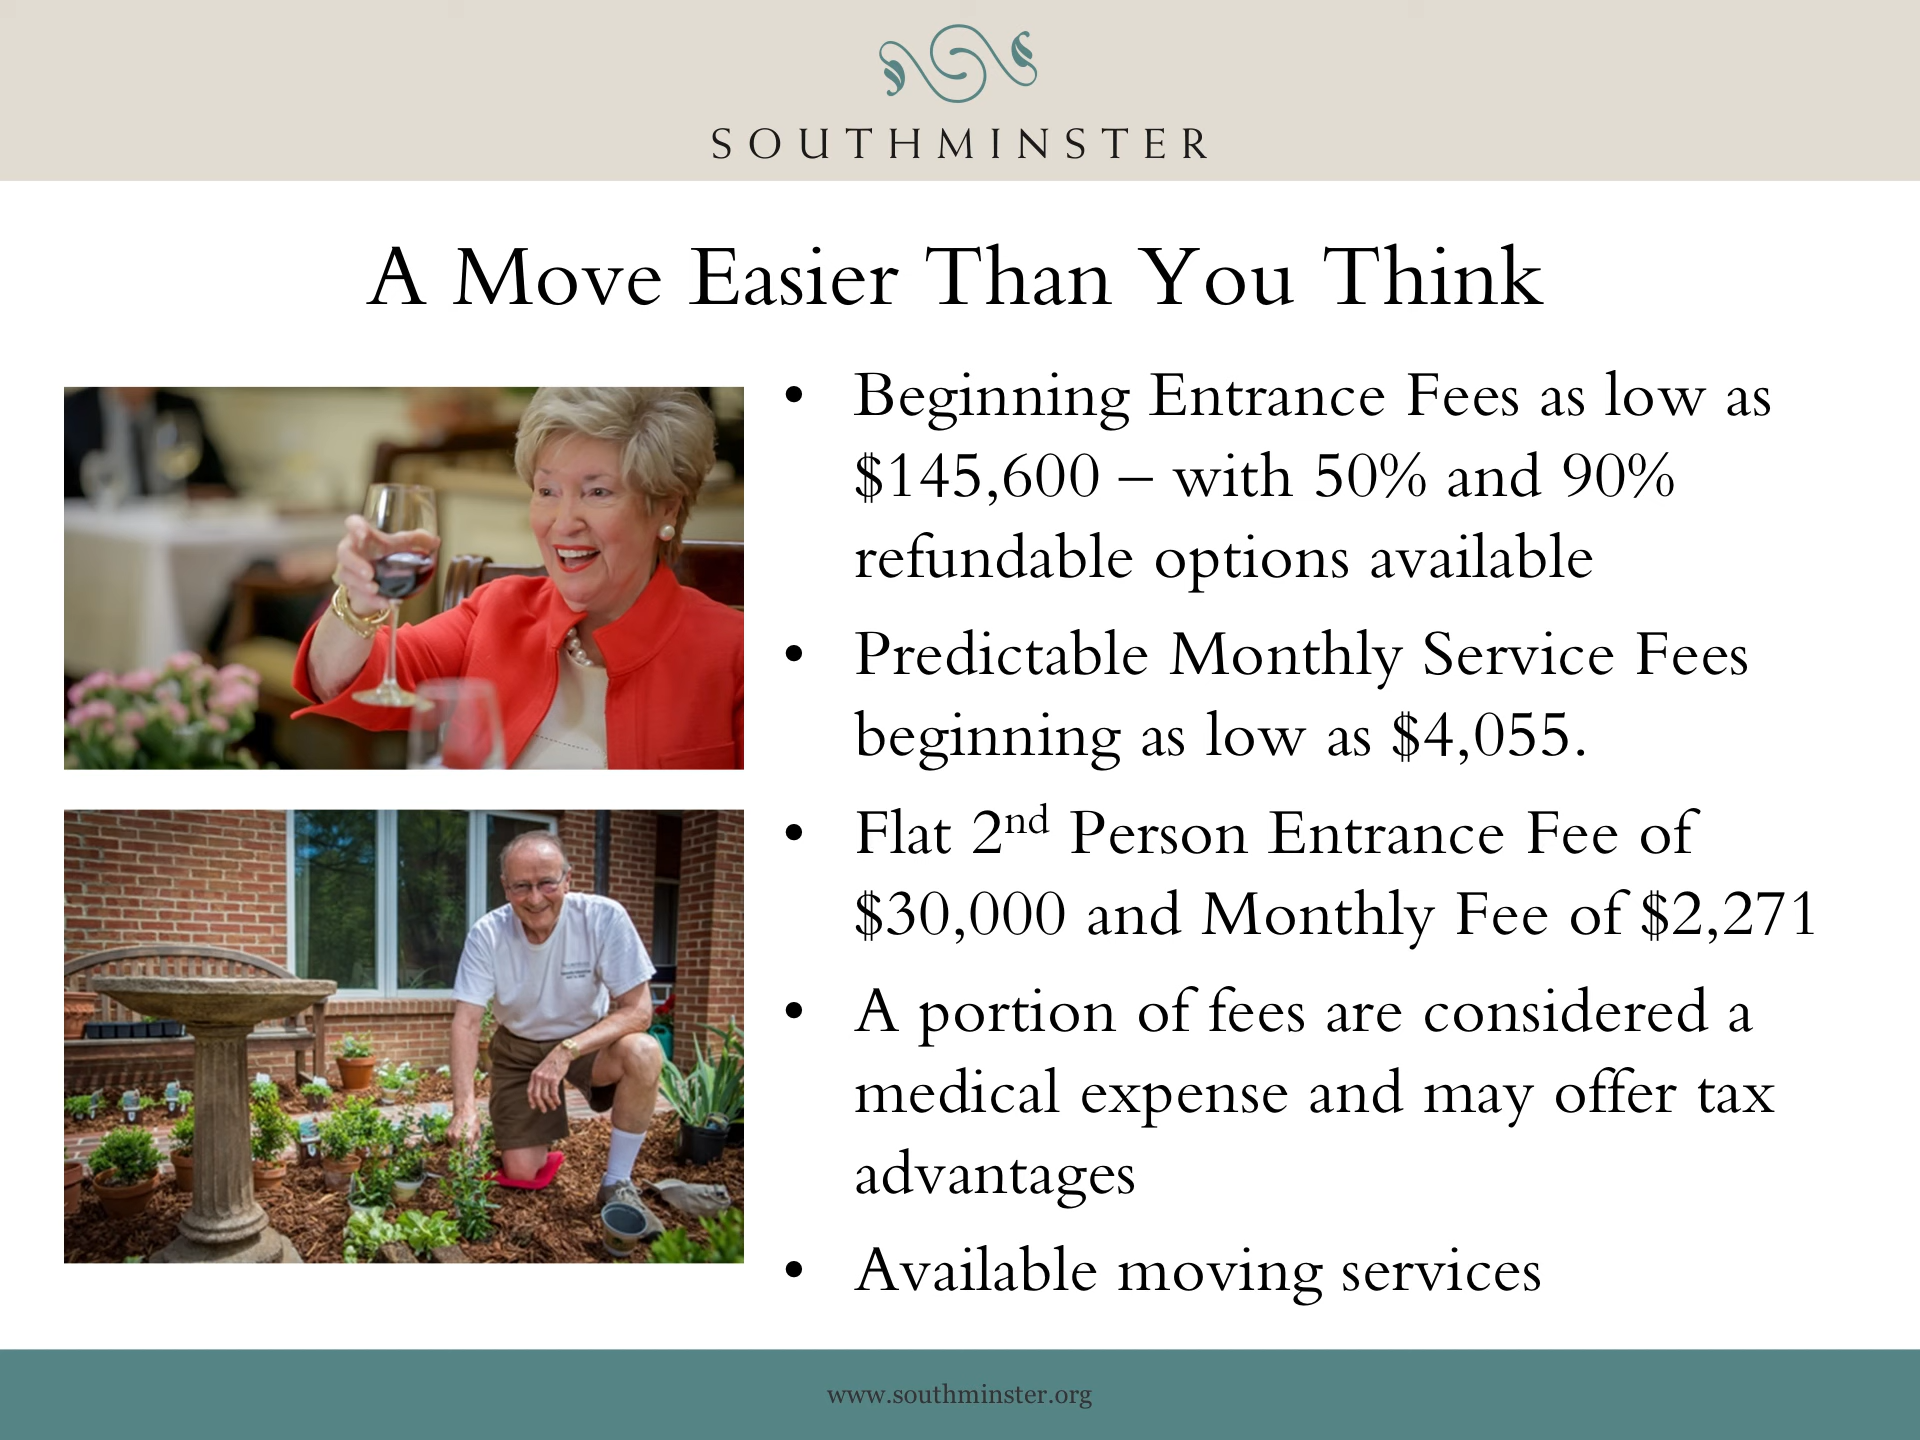 SOUTHMINSTER
A Move Easier Than You Think
• Beginning Entrance Fees as low as
$145,600 – with 50% and 90%
refundable options available
• Predictable Monthly Service Fees
beginning as low as $4,055.
• Flat 2nd Person Entrance Fee of
$30,000 and Monthly Fee of $2,271
• A portion of fees are considered a
medical expense and may offer tax
advantages
• Available moving services
www.southminster.org